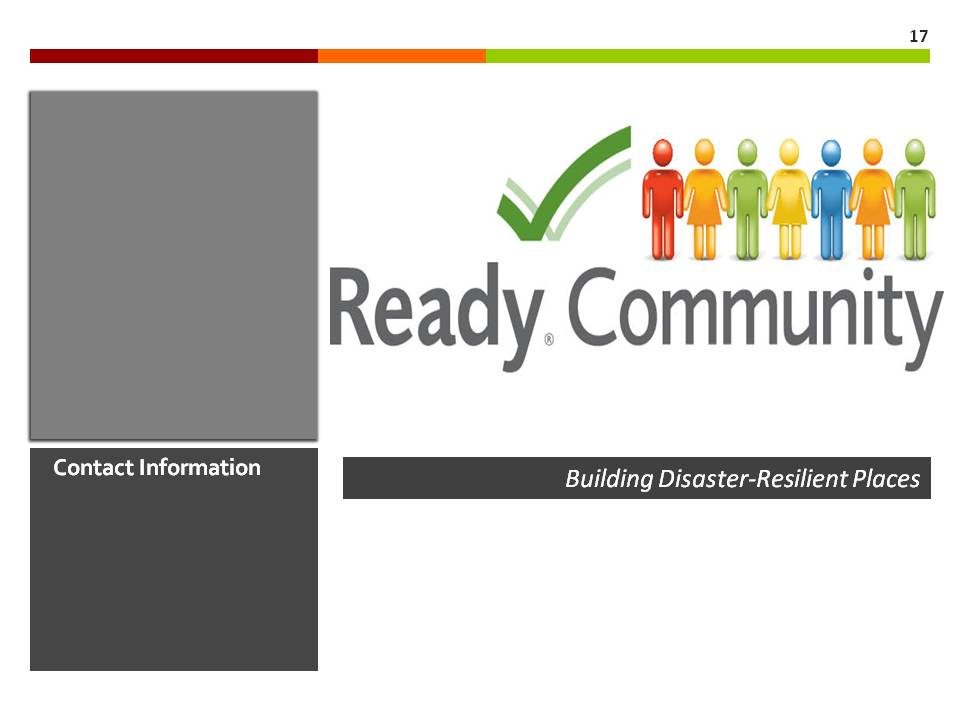 17
Ready® Community
Contact Information
Building Disaster-Resilient Places